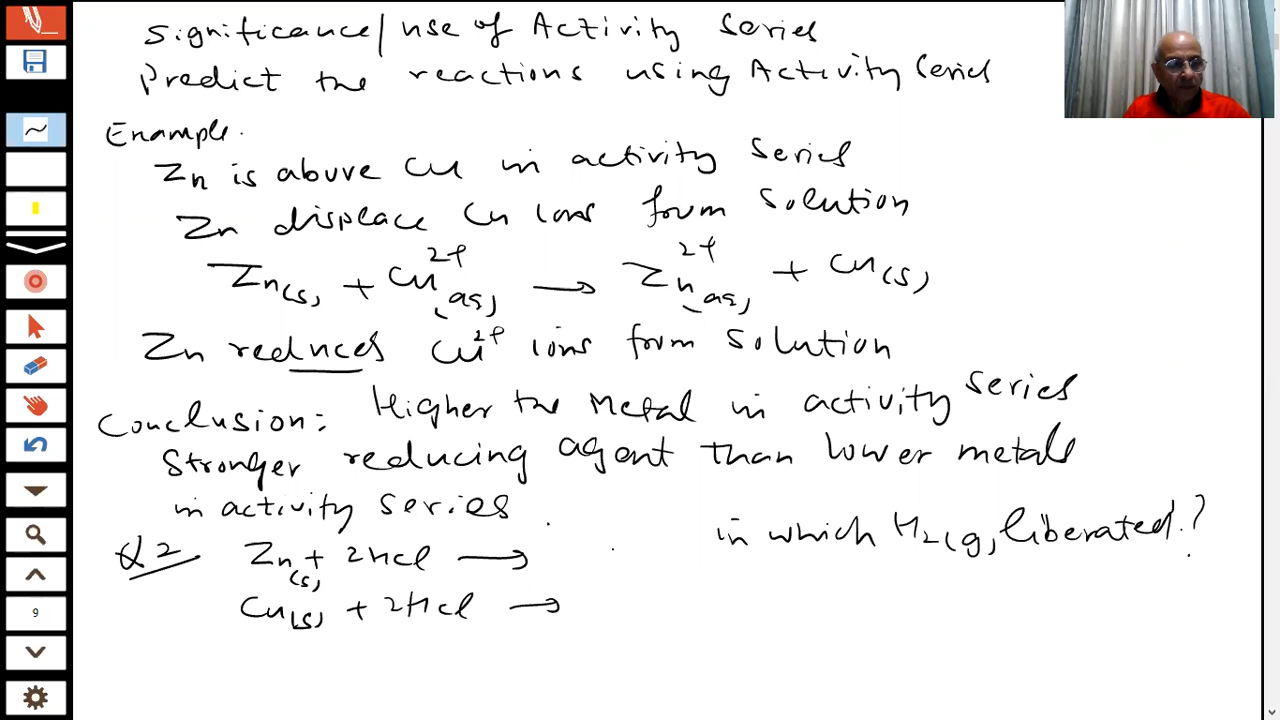 Significance/use of Activity Series
Predict the reactions using Activity Series
Example.
Zn is above Cu in activity Series
Zn displace Cu ions form solution
Zn(s) + Cu²⁺(aq) → Zn²⁺(aq) + Cu(s)
Zn reduces Cu²⁺ ions from solution
Conclusion: Higher the Metal in activity series
Stronger reducing agent than lower metals
in activity series.
in which H₂(g) liberated?
Q2 Zn(s) + 2HCl →
Cu(s) + 2HCl →
9